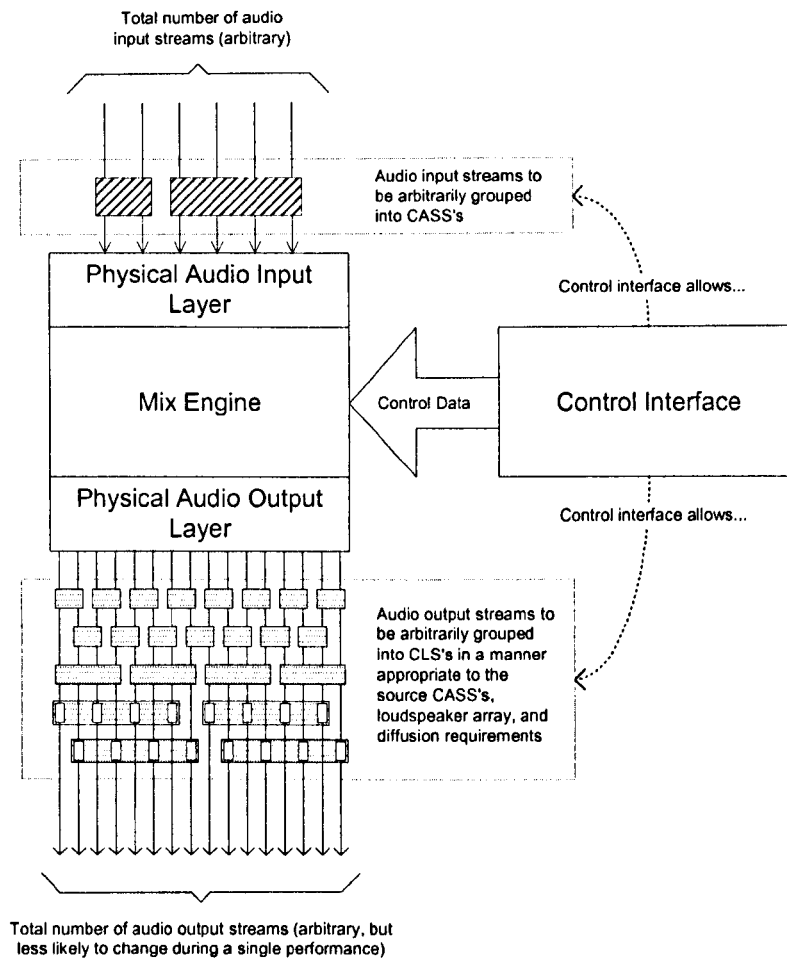 Total number of audio
input streams (arbitrary)
Audio input streams to
be arbitrarily grouped
into CASS's
Physical Audio Input
Layer
Control interface allows...
Mix Engine
Control Data
Control Interface
Physical Audio Output
Layer
Control interface allows...
Audio output streams to
be arbitrarily grouped
into CLS's in a manner
appropriate to the
source CASS's,
loudspeaker array, and
diffusion requirements
Total number of audio output streams (arbitrary, but
less likely to change during a single performance)